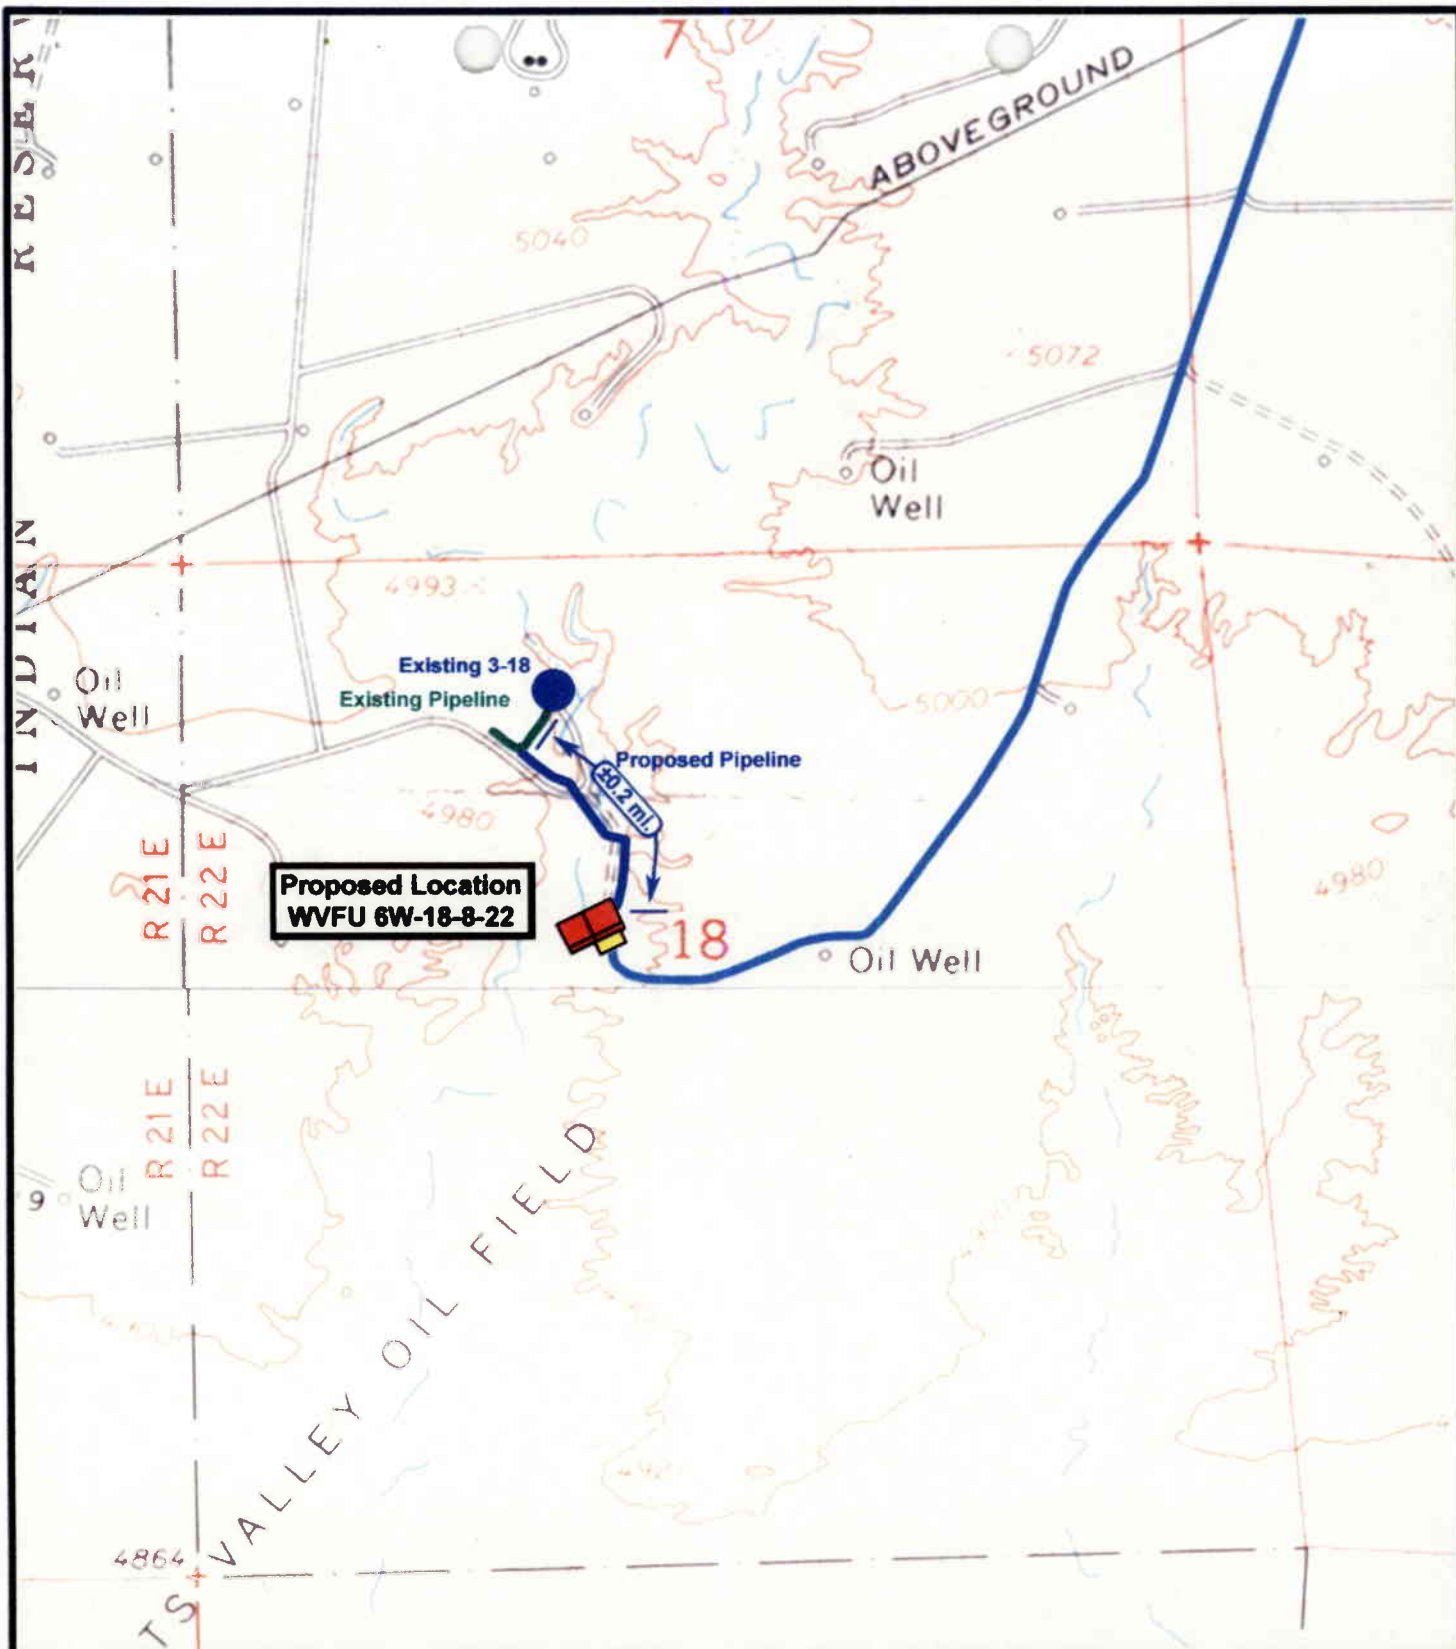 7
RESER
ABOVEGROUND
5040
5072
Oil
Well
INDIAN
4993
Existing 3-18
Existing Pipeline
Oil
Well
5000
Proposed Pipeline
±0.2 mi.
4980
R 21 E
R 22 E
4980
Proposed Location
WVFU 6W-18-8-22
18
Oil Well
R 21 E
R 22 E
Oil
Well
9
VALLEY OIL FIELD
4864
TS